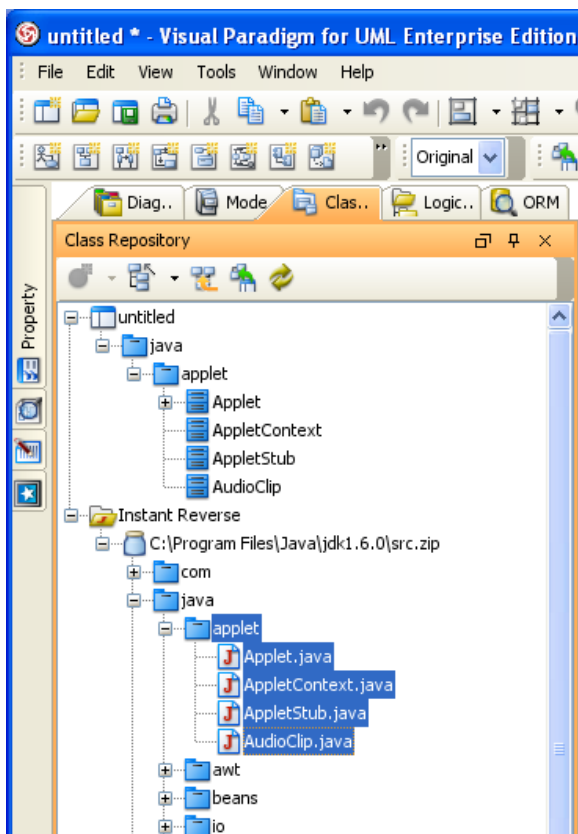 untitled * - Visual Paradigm for UML Enterprise Edition
File Edit View Tools Window Help
Original
Diag.. Mode Clas.. Logic.. ORM
Class Repository
Property
untitled
java
applet
Applet
AppletContext
AppletStub
AudioClip
Instant Reverse
C:\Program Files\Java\jdk1.6.0\src.zip
com
java
applet
Applet.java
AppletContext.java
AppletStub.java
AudioClip.java
awt
beans
io